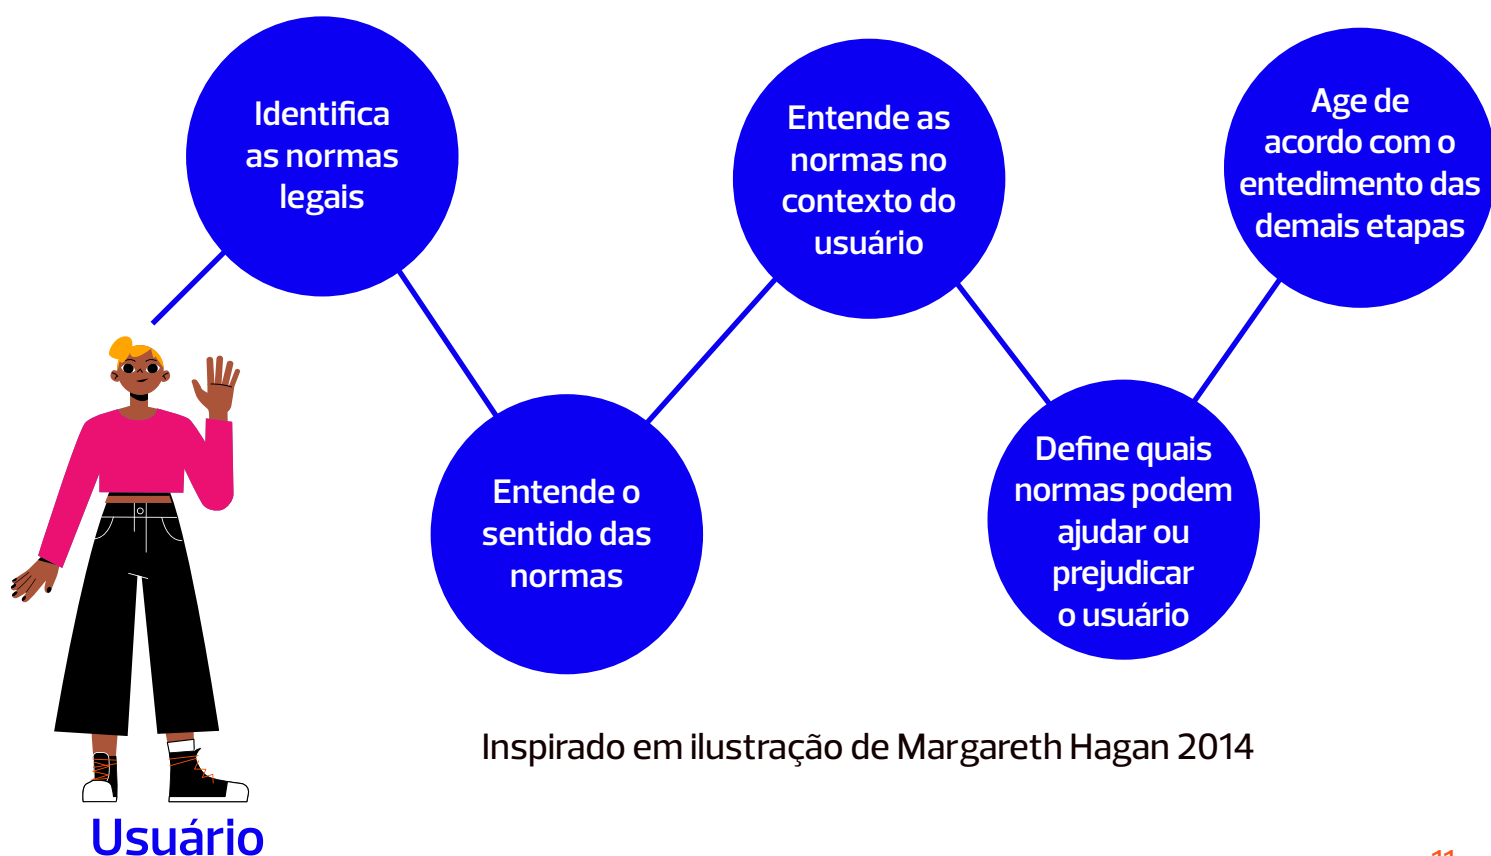 Identifica
as normas
legais
Entende o
sentido das
normas
Entende as
normas no
contexto do
usuário
Define quais
normas podem
ajudar ou
prejudicar
o usuário
Age de
acordo com o
entedimento das
demais etapas
Inspirado em ilustração de Margareth Hagan 2014
Usuário
11